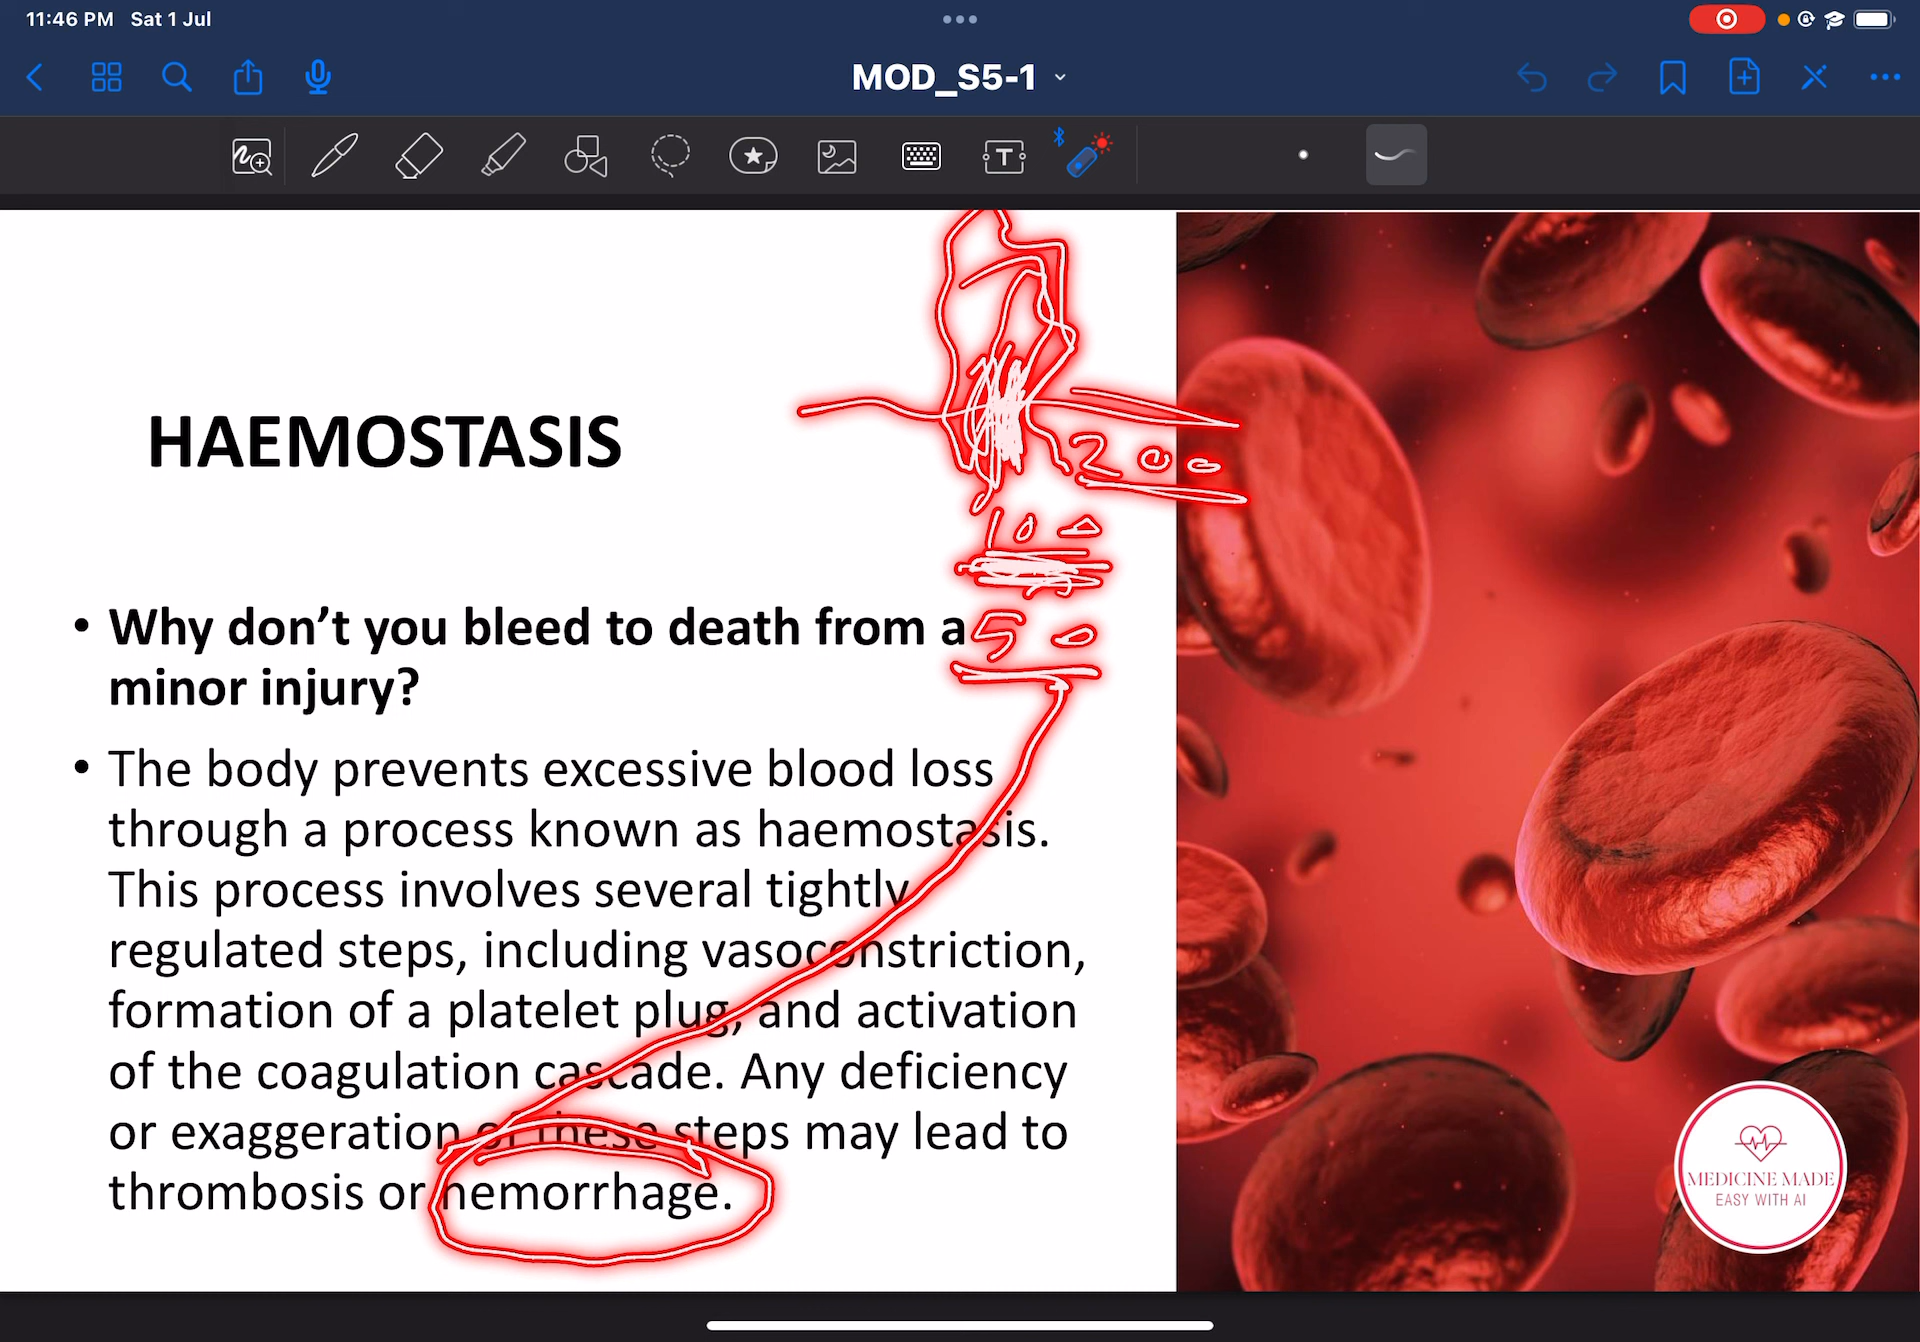 11:46 PM Sat 1 Jul
MOD_S5-1
T
HAEMOSTASIS
200
100
50
• Why don’t you bleed to death from a
minor injury?
• The body prevents excessive blood loss
through a process known as haemostasis.
This process involves several tightly
regulated steps, including vasoconstriction,
formation of a platelet plug, and activation
of the coagulation cascade. Any deficiency
or exaggeration of these steps may lead to
thrombosis or hemorrhage.
MEDICINE MADE
EASY WITH AI